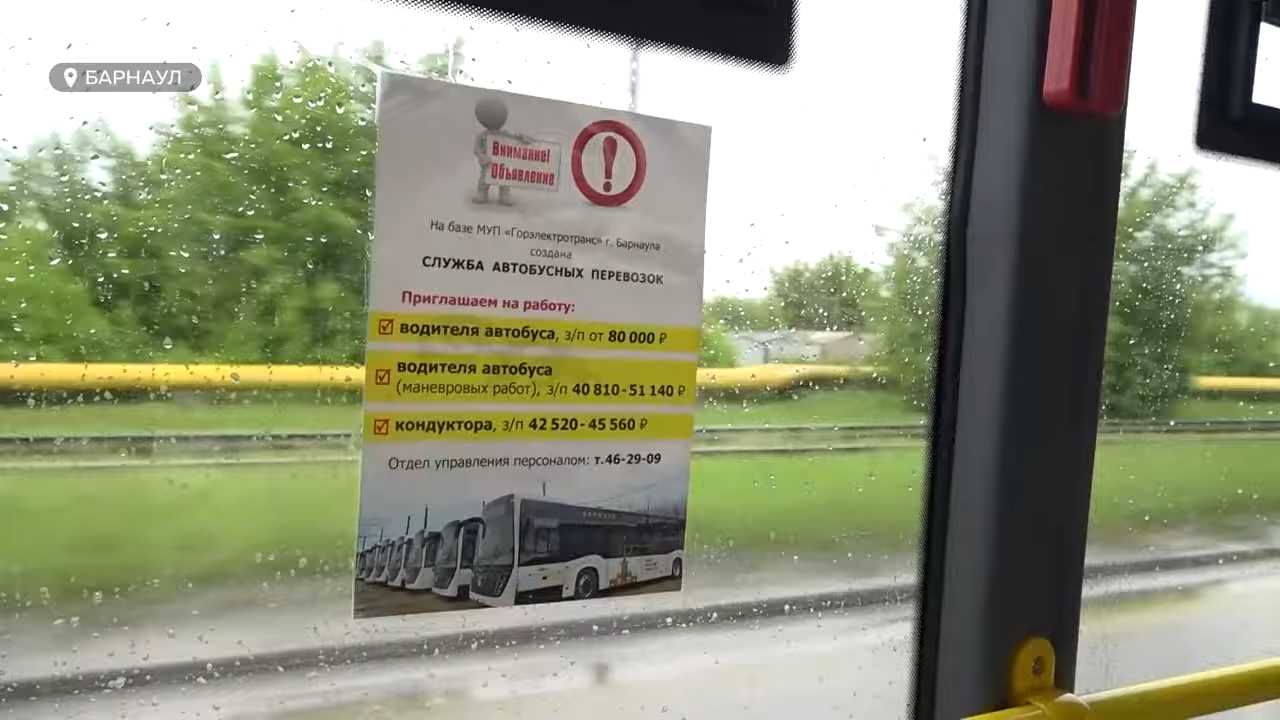 БАРНАУЛ
Внимание!
Объявление
На базе МУП «Горэлектротранс» г. Барнаула
создана
СЛУЖБА АВТОБУСНЫХ ПЕРЕВОЗОК
Приглашаем на работу:
водителя автобуса, з/п от 80 000 ₽
водителя автобуса
(маневровых работ), з/п 40 810-51 140 ₽
кондуктора, з/п 42 520-45 560 ₽
Отдел управления персоналом: т.46-29-09